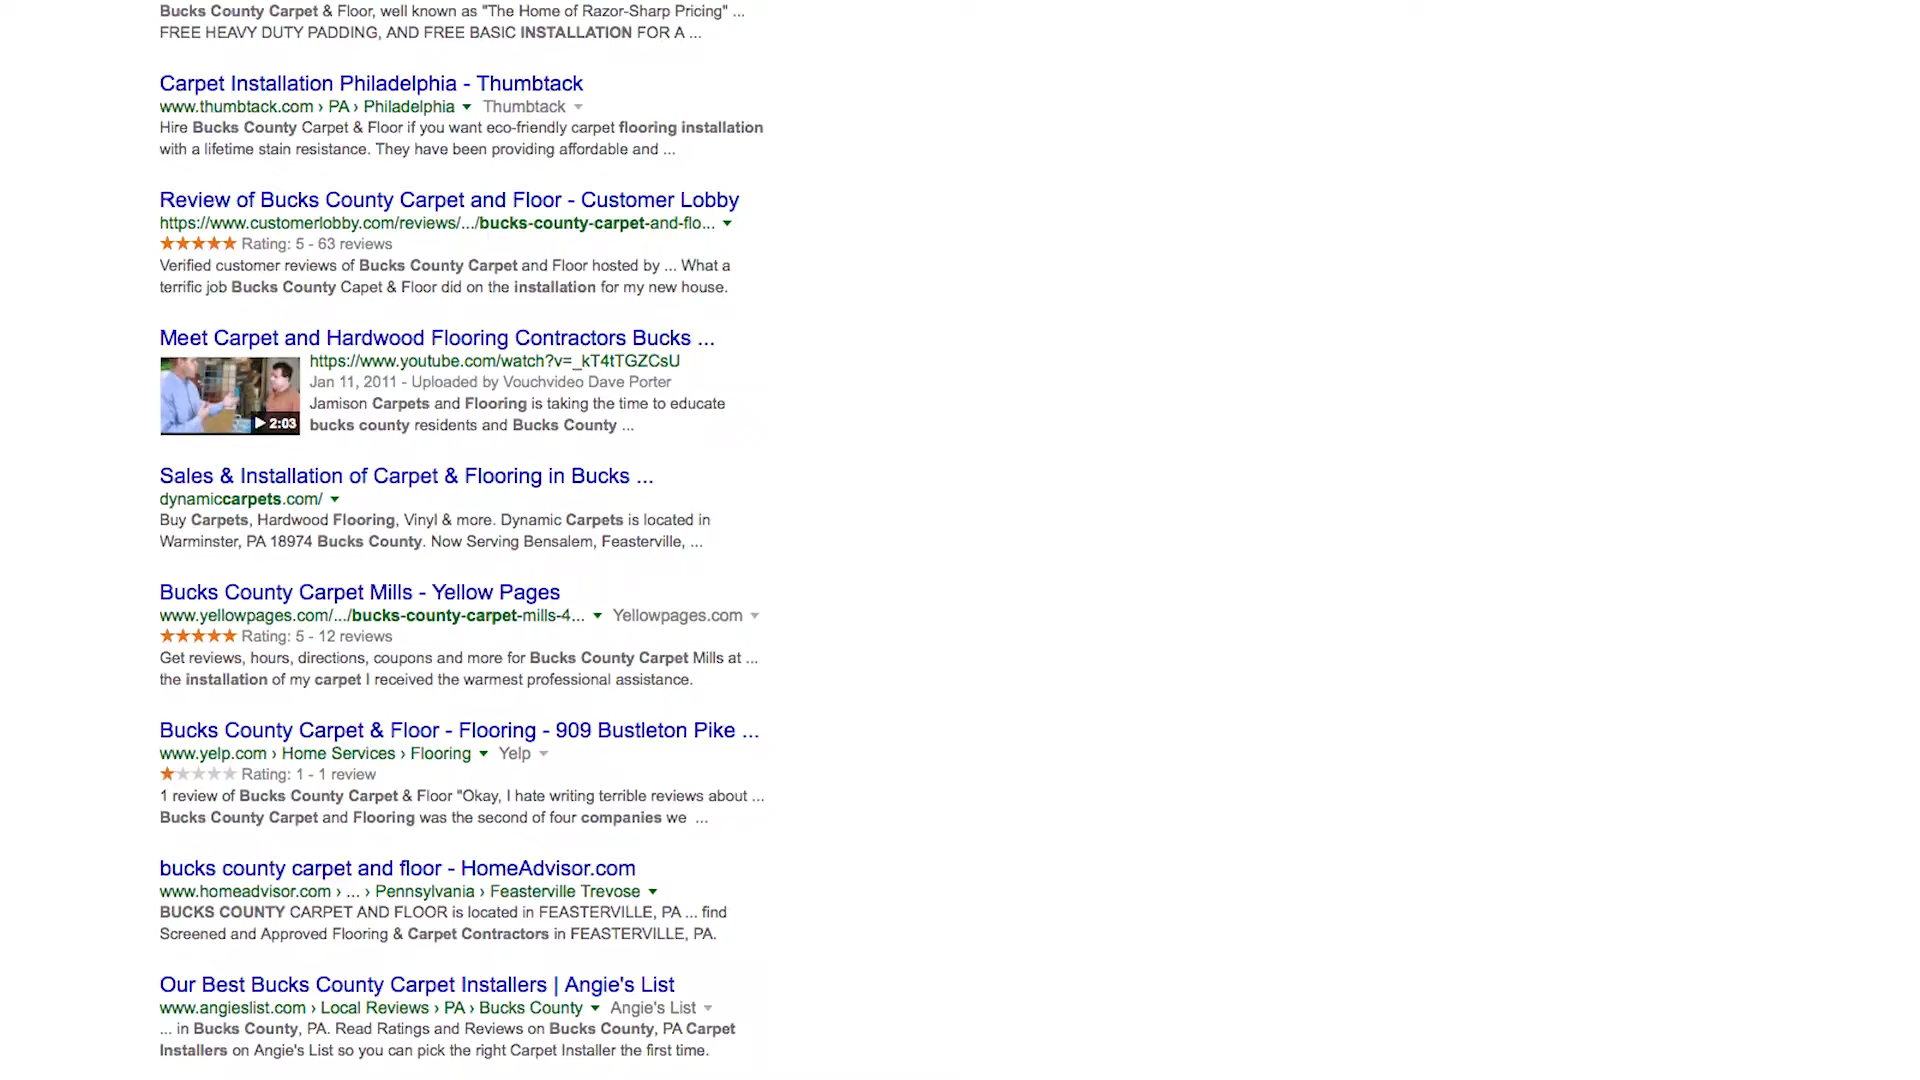 Bucks County Carpet & Floor, well known as "The Home of Razor-Sharp Pricing" ...
FREE HEAVY DUTY PADDING, AND FREE BASIC INSTALLATION FOR A ...
Carpet Installation Philadelphia - Thumbtack
www.thumbtack.com › PA › Philadelphia ▼ Thumbtack ▼
Hire Bucks County Carpet & Floor if you want eco-friendly carpet flooring installation
with a lifetime stain resistance. They have been providing affordable and ...
Review of Bucks County Carpet and Floor - Customer Lobby
https://www.customerlobby.com/reviews/.../bucks-county-carpet-and-flo... ▼
★★★★★ Rating: 5 - 63 reviews
Verified customer reviews of Bucks County Carpet and Floor hosted by ... What a
terrific job Bucks County Capet & Floor did on the installation for my new house.
Meet Carpet and Hardwood Flooring Contractors Bucks ...
https://www.youtube.com/watch?v=_kT4tTGZCsU
Jan 11, 2011 - Uploaded by Vouchvideo Dave Porter
Jamison Carpets and Flooring is taking the time to educate
bucks county residents and Bucks County ...
▶ 2:03
Sales & Installation of Carpet & Flooring in Bucks ...
dynamiccarpets.com/ ▼
Buy Carpets, Hardwood Flooring, Vinyl & more. Dynamic Carpets is located in
Warminster, PA 18974 Bucks County. Now Serving Bensalem, Feasterville, ...
Bucks County Carpet Mills - Yellow Pages
www.yellowpages.com/.../bucks-county-carpet-mills-4... ▼ Yellowpages.com ▼
★★★★★ Rating: 5 - 12 reviews
Get reviews, hours, directions, coupons and more for Bucks County Carpet Mills at ...
the installation of my carpet I received the warmest professional assistance.
Bucks County Carpet & Floor - Flooring - 909 Bustleton Pike ...
www.yelp.com › Home Services › Flooring ▼ Yelp ▼
★★★★★ Rating: 1 - 1 review
1 review of Bucks County Carpet & Floor "Okay, I hate writing terrible reviews about ...
Bucks County Carpet and Flooring was the second of four companies we ...
bucks county carpet and floor - HomeAdvisor.com
www.homeadvisor.com › ... › Pennsylvania › Feasterville Trevose ▼
BUCKS COUNTY CARPET AND FLOOR is located in FEASTERVILLE, PA ... find
Screened and Approved Flooring & Carpet Contractors in FEASTERVILLE, PA.
Our Best Bucks County Carpet Installers | Angie's List
www.angieslist.com › Local Reviews › PA › Bucks County ▼ Angie's List ▼
... in Bucks County, PA. Read Ratings and Reviews on Bucks County, PA Carpet
Installers on Angie's List so you can pick the right Carpet Installer the first time.